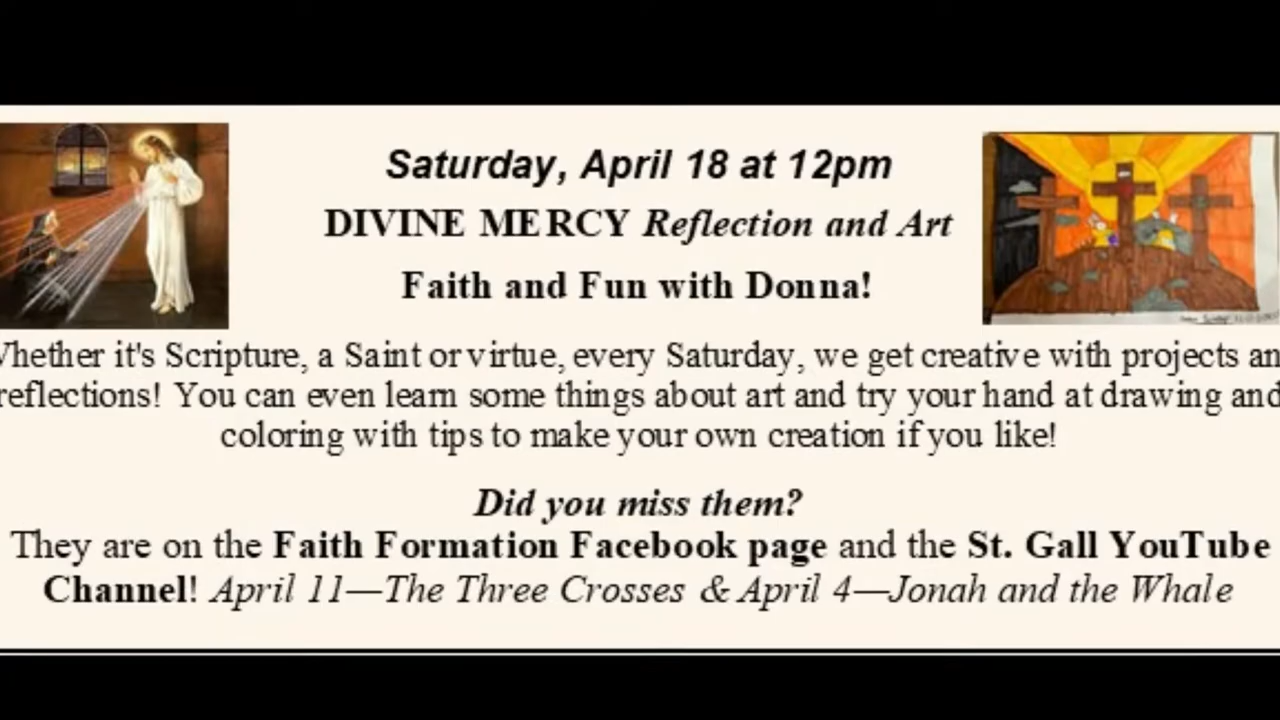 Saturday, April 18 at 12pm
DIVINE MERCY Reflection and Art
Faith and Fun with Donna!
Whether it's Scripture, a Saint or virtue, every Saturday, we get creative with projects an
reflections! You can even learn some things about art and try your hand at drawing and
coloring with tips to make your own creation if you like!
Did you miss them?
They are on the Faith Formation Facebook page and the St. Gall YouTube
Channel! April 11—The Three Crosses & April 4—Jonah and the Whale